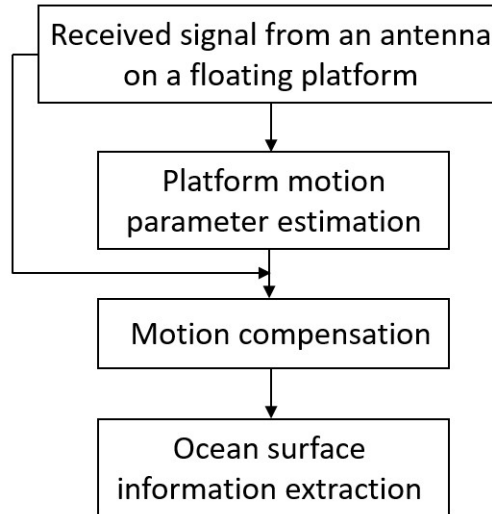 Received signal from an antenna
on a floating platform
Platform motion
parameter estimation
Motion compensation
Ocean surface
information extraction